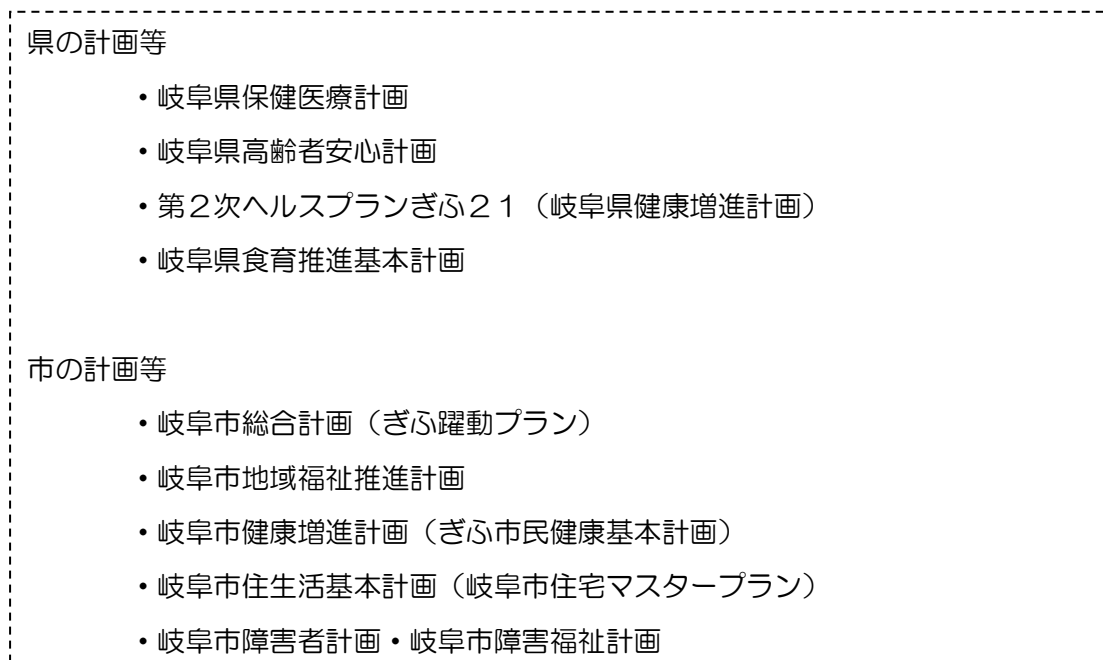 県の計画等
・岐阜県保健医療計画
・岐阜県高齢者安心計画
・第２次ヘルスプランぎふ２１（岐阜県健康増進計画）
・岐阜県食育推進基本計画
市の計画等
・岐阜市総合計画（ぎふ躍動プラン）
・岐阜市地域福祉推進計画
・岐阜市健康増進計画（ぎふ市民健康基本計画）
・岐阜市住生活基本計画（岐阜市住宅マスタープラン）
・岐阜市障害者計画・岐阜市障害福祉計画